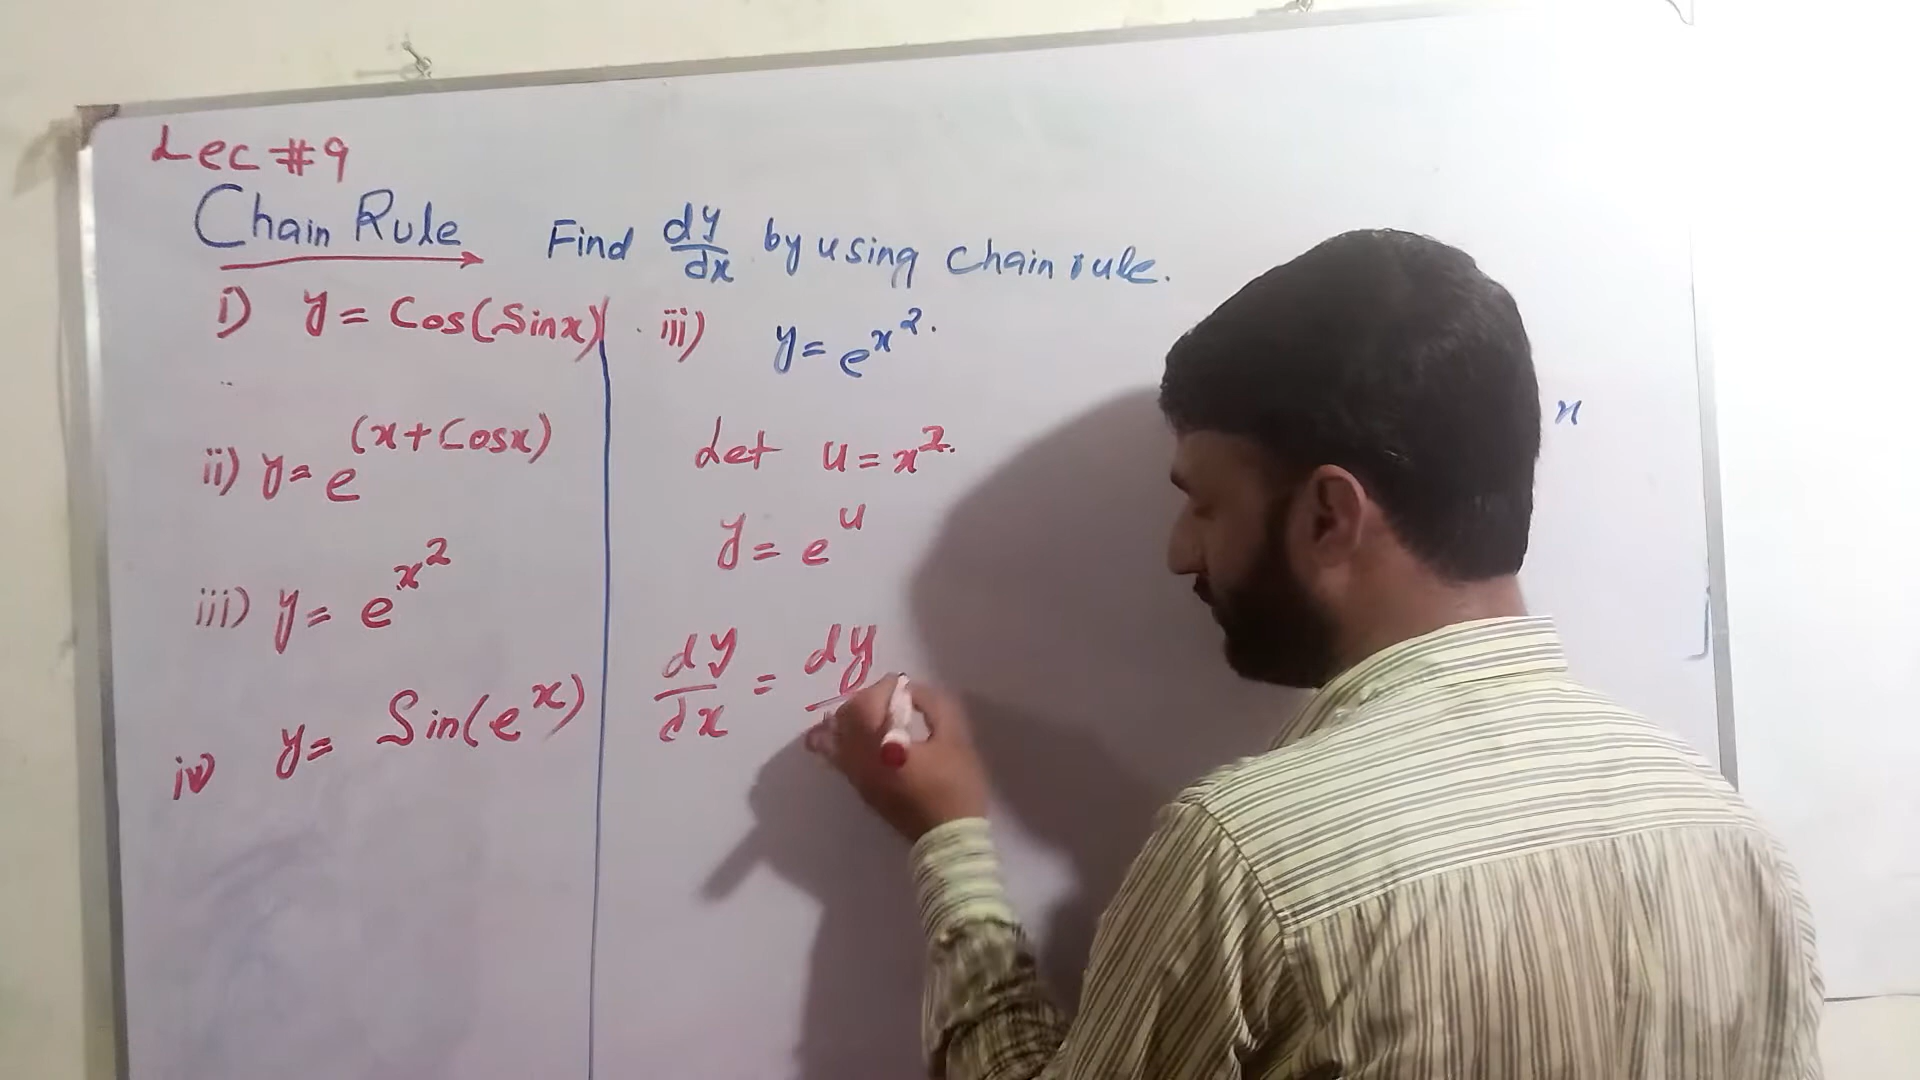 Lec #9
Chain Rule Find dy/dx by using Chain rule.
i) y = Cos(Sinx)
ii) y = e^(x+Cosx)
iii) y = e^x^2
iv) y = Sin(e^x)
iii) y = e^x^2.
Let u = x^2.
y = e^u
dy/dx = dy
x